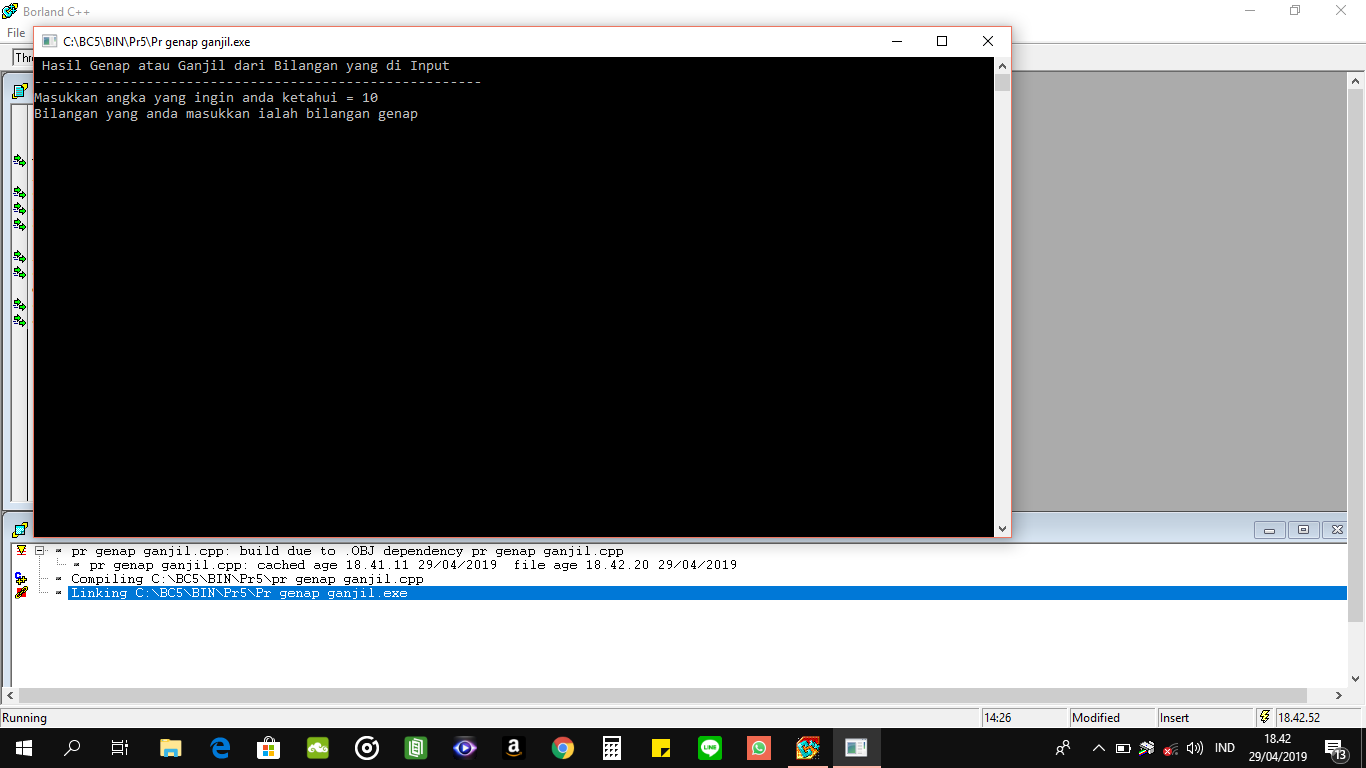 Borland C++
File
C:\BC5\BIN\Pr5\Pr genap ganjil.exe
Hasil Genap atau Ganjil dari Bilangan yang di Input
--------------------------------------------------------
Masukkan angka yang ingin anda ketahui = 10
Bilangan yang anda masukkan ialah bilangan genap
pr genap ganjil.cpp: build due to .OBJ dependency pr genap ganjil.cpp
pr genap ganjil.cpp: cached age 18.41.11 29/04/2019 file age 18.42.20 29/04/2019
Compiling C:\BC5\BIN\Pr5\pr genap ganjil.cpp
Linking C:\BC5\BIN\Pr5\Pr genap ganjil.exe
Running
14:26
Modified
Insert
18.42.52
IND
18.42
29/04/2019
13